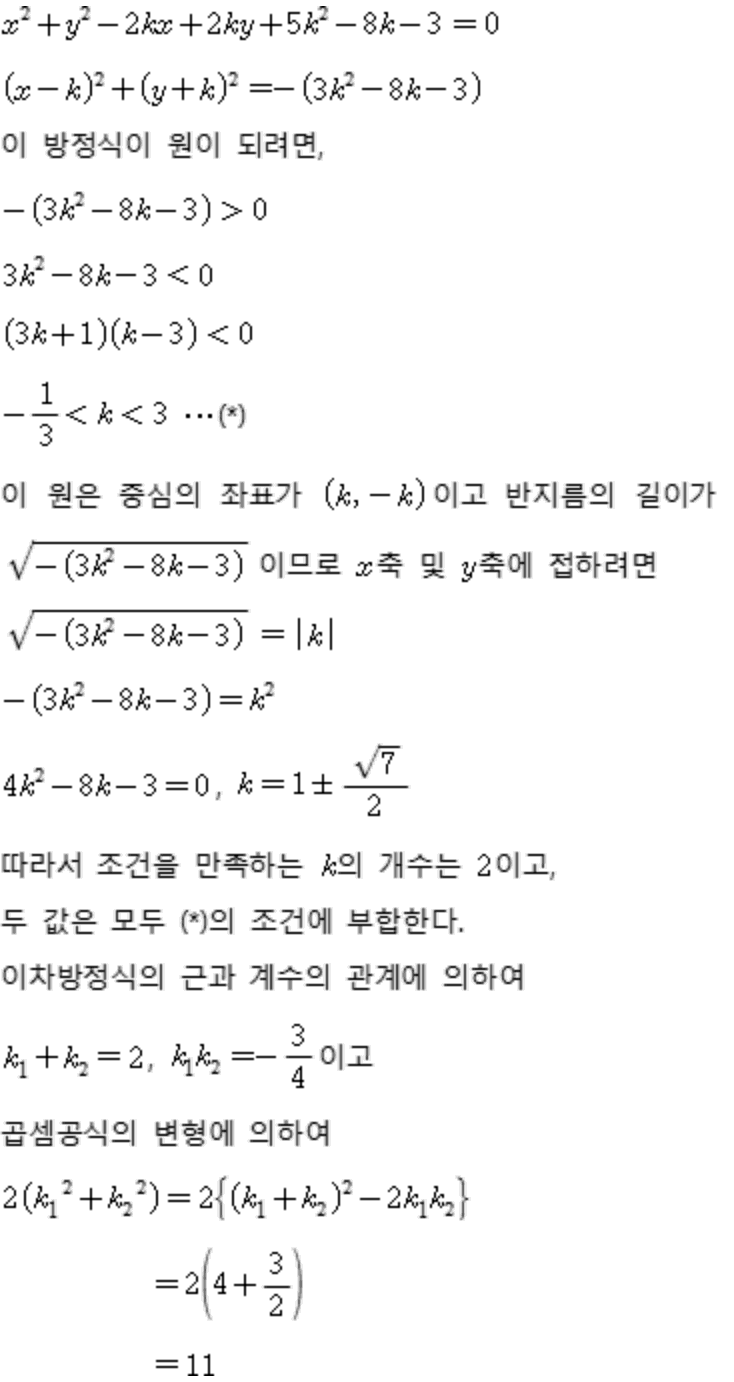 x² + y² − 2kx + 2ky + 5k² − 8k − 3 = 0
(x − k)² + (y + k)² = −(3k² − 8k − 3)
이 방정식이 원이 되려면,
−(3k² − 8k − 3) > 0
3k² − 8k − 3 < 0
(3k + 1)(k − 3) < 0
−1/3 < k < 3 ⋯(*)
이 원은 중심의 좌표가 (k, −k)이고 반지름의 길이가
√(−(3k² − 8k − 3)) 이므로 x축 및 y축에 접하려면
√(−(3k² − 8k − 3)) = |k|
−(3k² − 8k − 3) = k²
4k² − 8k − 3 = 0, k = 1 ± √7/2
따라서 조건을 만족하는 k의 개수는 2이고,
두 값은 모두 (*)의 조건에 부합한다.
이차방정식의 근과 계수의 관계에 의하여
k₁ + k₂ = 2, k₁k₂ = −3/4 이고
곱셈공식의 변형에 의하여
2(k₁² + k₂²) = 2{(k₁ + k₂)² − 2k₁k₂}
= 2(4 + 3/2)
= 11